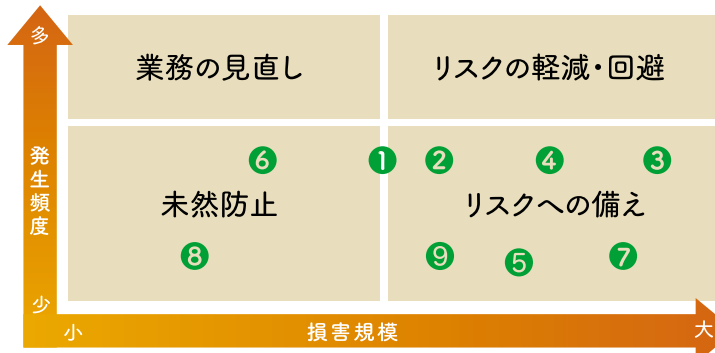 多
業務の見直し
リスクの軽減・回避
発生頻度
6
1
2
4
3
未然防止
リスクへの備え
8
9
5
7
少
小
損害規模
大